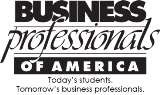 BUSINESS
professionals
OF AMERICA
Today's students.
Tomorrow's business professionals.